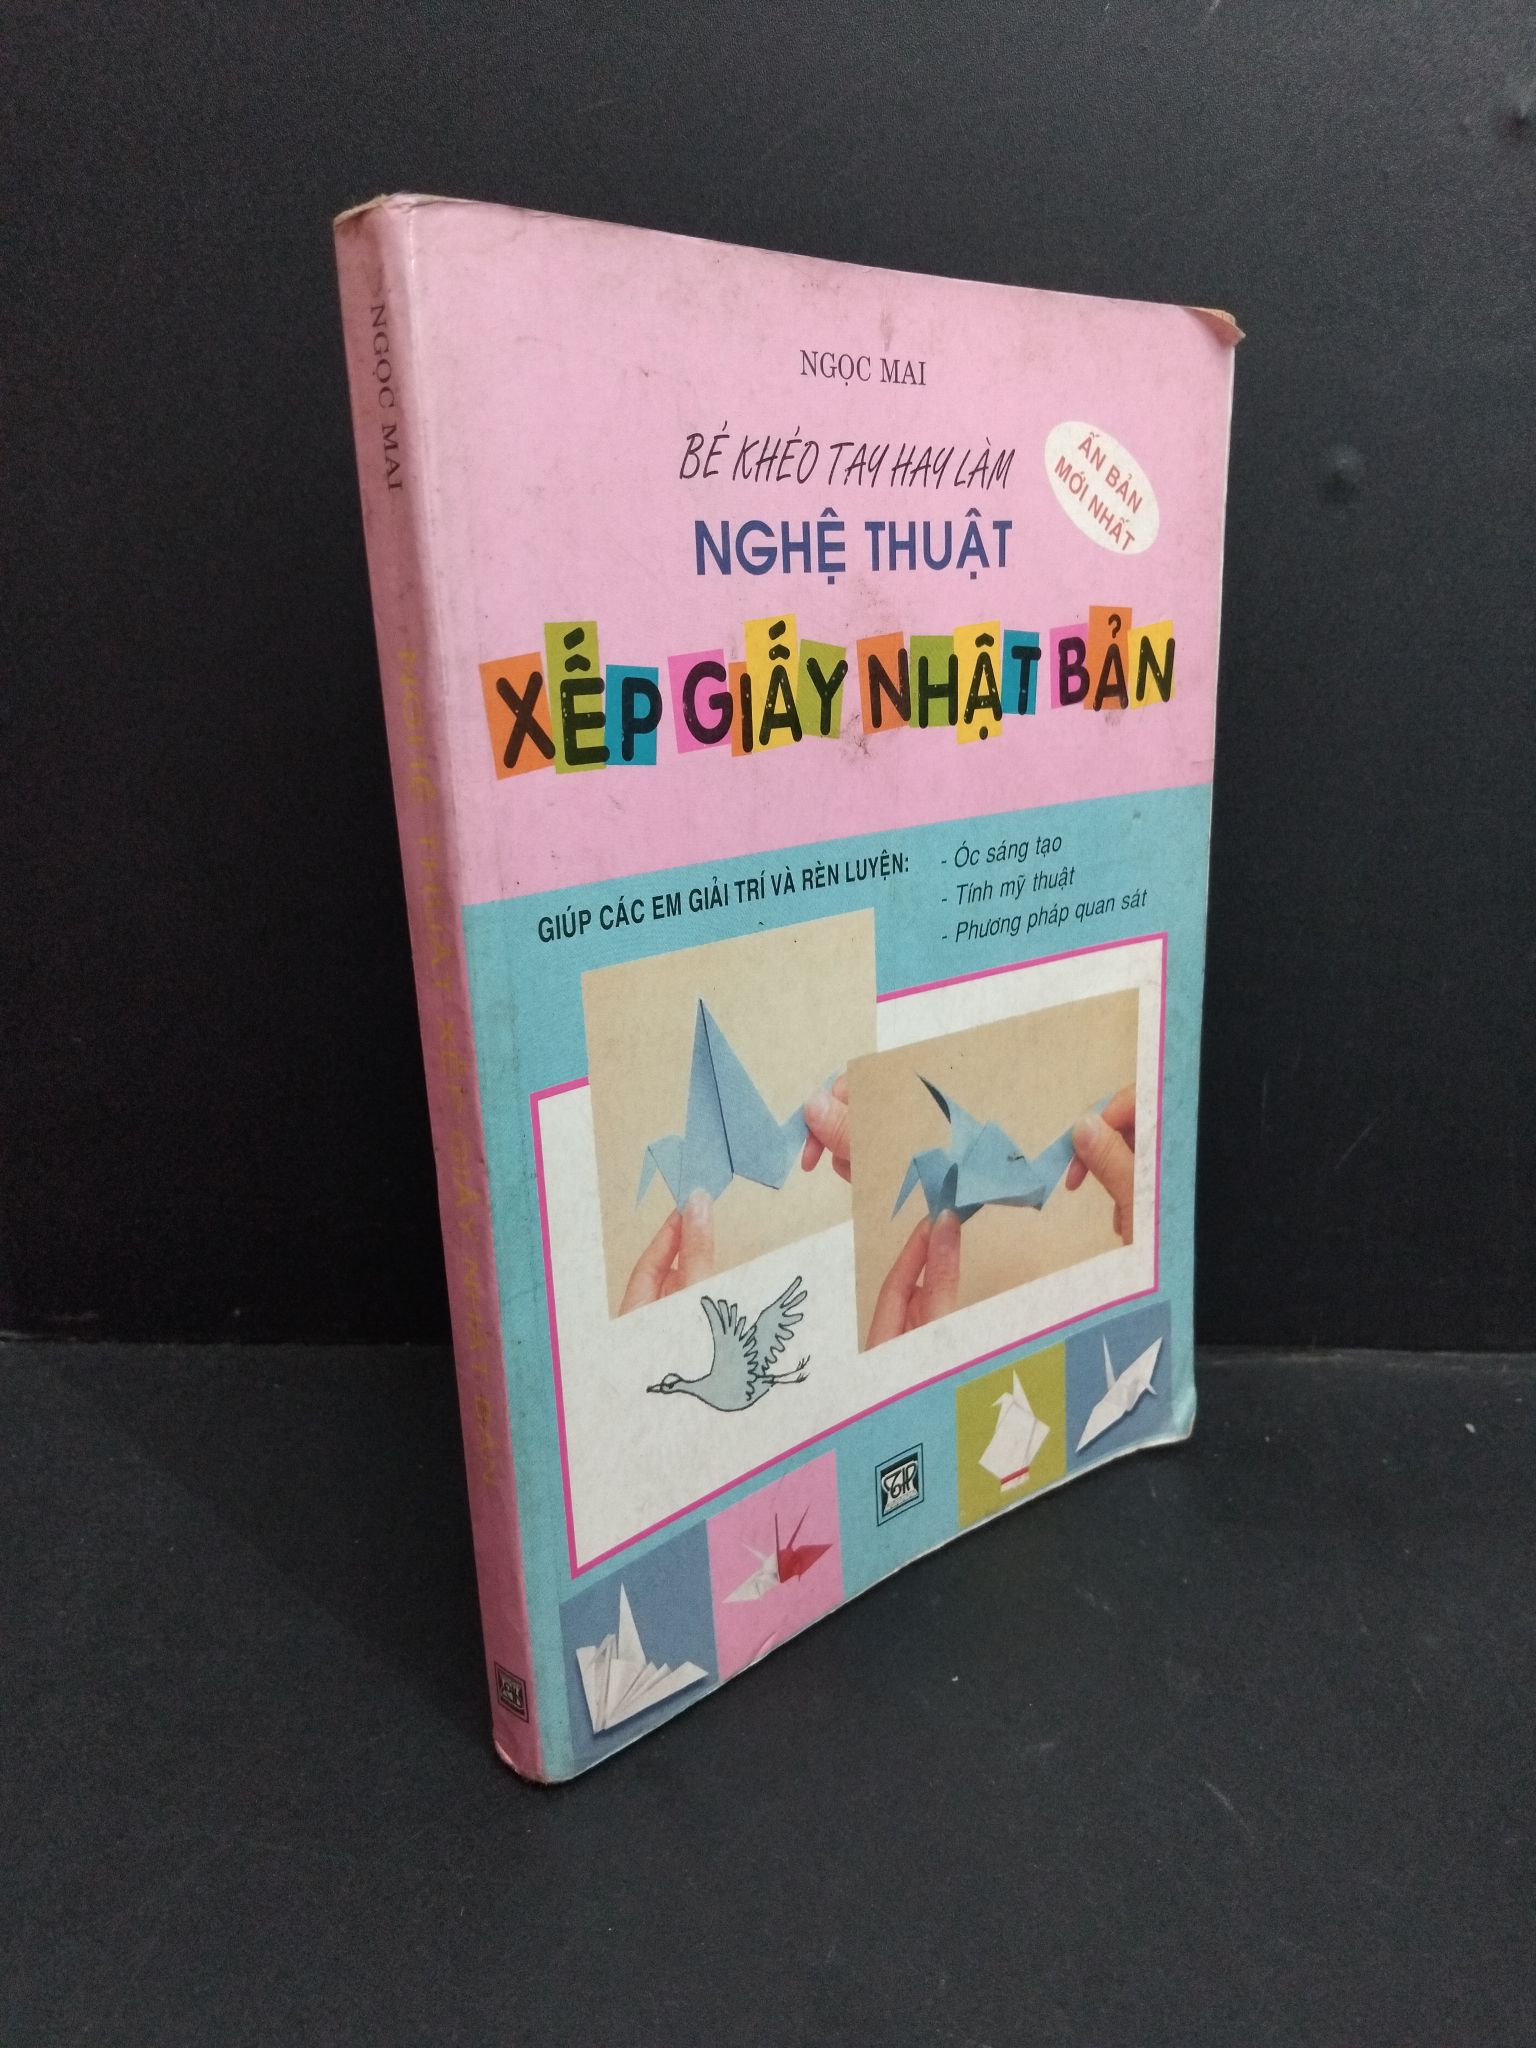 NGỌC MAI
BÉ KHÉO TAY HAY LÀM
NGHỆ THUẬT
XẾP GIẤY NHẬT BẢN
ẤN BẢN
MỚI NHẤT
GIÚP CÁC EM GIẢI TRÍ VÀ RÈN LUYỆN:
- Óc sáng tạo
- Tính mỹ thuật
- Phương pháp quan sát
NGỌC MAI
NGHỆ THUẬT XẾP GIẤY NHẬT BẢN